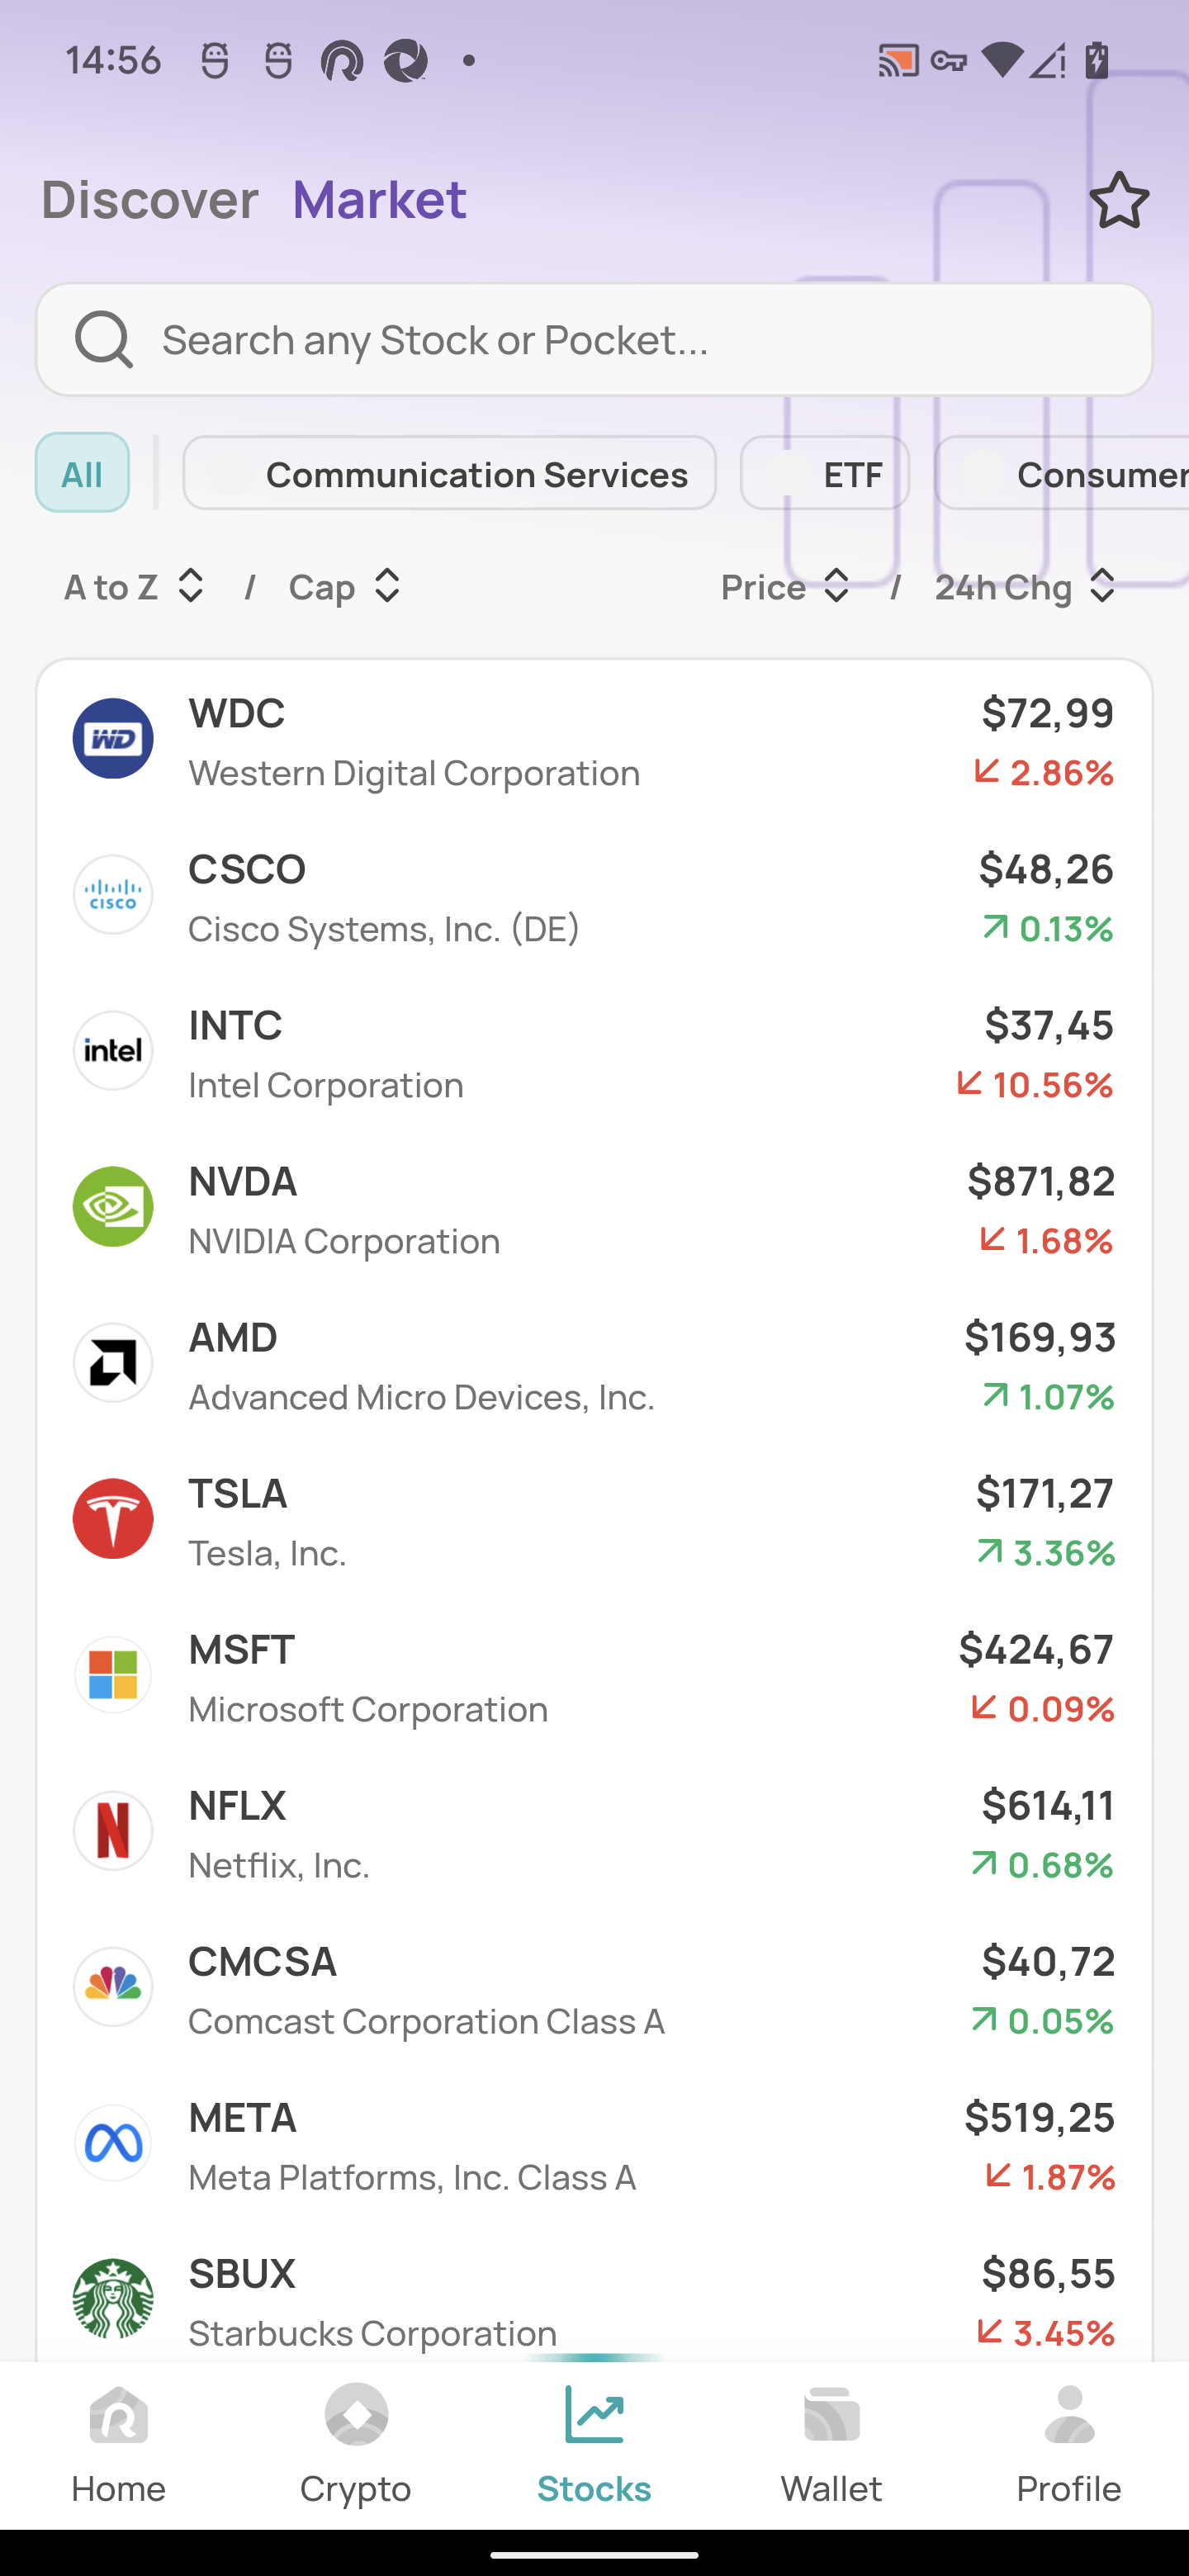 14:56
Discover Market
Search any Stock or Pocket...
All Communication Services ETF Consumer
A to Z / Cap Price / 24h Chg
WD WDC $72,99
Western Digital Corporation 2.86%
CSCO $48,26
CISCO Cisco Systems, Inc. (DE) 0.13%
INTC $37,45
intel Intel Corporation 10.56%
NVDA $871,82
NVIDIA Corporation 1.68%
AMD $169,93
Advanced Micro Devices, Inc. 1.07%
TSLA $171,27
Tesla, Inc. 3.36%
MSFT $424,67
Microsoft Corporation 0.09%
NFLX $614,11
Netflix, Inc. 0.68%
CMCSA $40,72
Comcast Corporation Class A 0.05%
META $519,25
Meta Platforms, Inc. Class A 1.87%
SBUX $86,55
Starbucks Corporation 3.45%
Home Crypto Stocks Wallet Profile